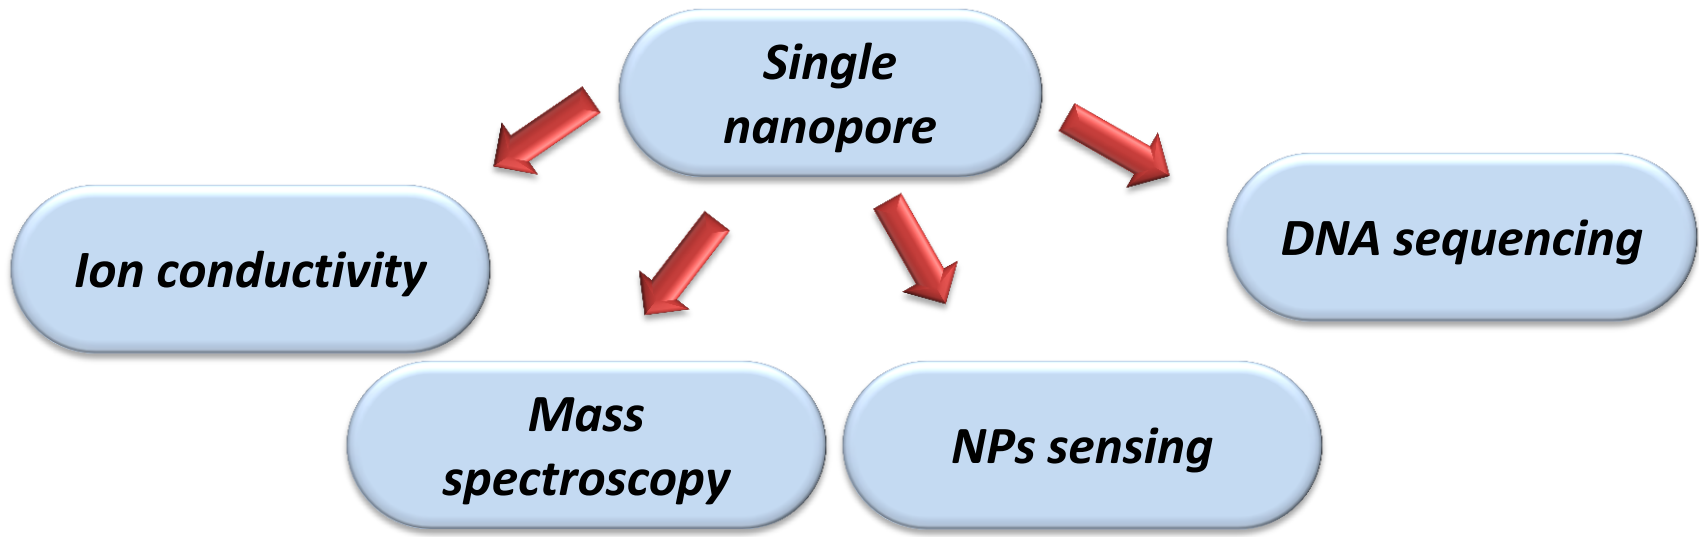 Single
nanopore
Ion conductivity
Mass
spectroscopy
NPs sensing
DNA sequencing